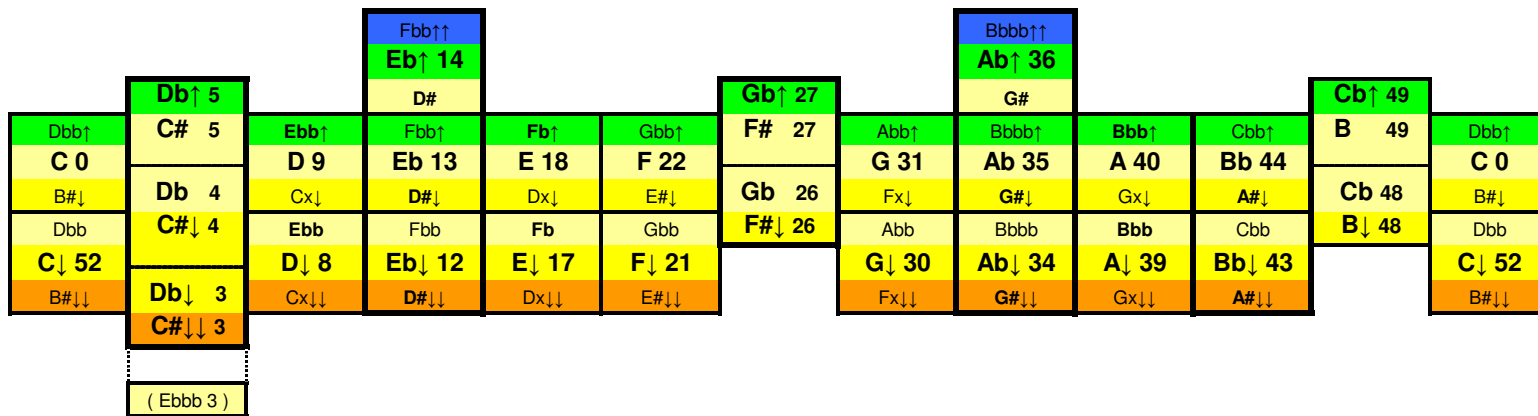 Fbb↑↑ Bbbb↑↑
Eb↑ 14 Ab↑ 36
Db↑ 5 D# Gb↑ 27 G# Cb↑ 49
Dbb↑ C# 5 Ebb↑ Fbb↑ Fb↑ Gbb↑ F# 27 Abb↑ Bbbb↑ Bbb↑ Cbb↑ B 49 Dbb↑
C 0 D 9 Eb 13 E 18 F 22 G 31 Ab 35 A 40 Bb 44 C 0
B#↓ Db 4 Cx↓ D#↓ Dx↓ E#↓ Gb 26 Fx↓ G#↓ Gx↓ A#↓ Cb 48 B#↓
Dbb C#↓ 4 Ebb Fbb Fb Gbb F#↓ 26 Abb Bbbb Bbb Cbb B↓ 48 Dbb
C↓ 52 D↓ 8 Eb↓ 12 E↓ 17 F↓ 21 G↓ 30 Ab↓ 34 A↓ 39 Bb↓ 43 C↓ 52
B#↓↓ Db↓ 3 Cx↓↓ D#↓↓ Dx↓↓ E#↓↓ Fx↓↓ G#↓↓ Gx↓↓ A#↓↓ B#↓↓
C#↓↓ 3
( Ebbb 3 )